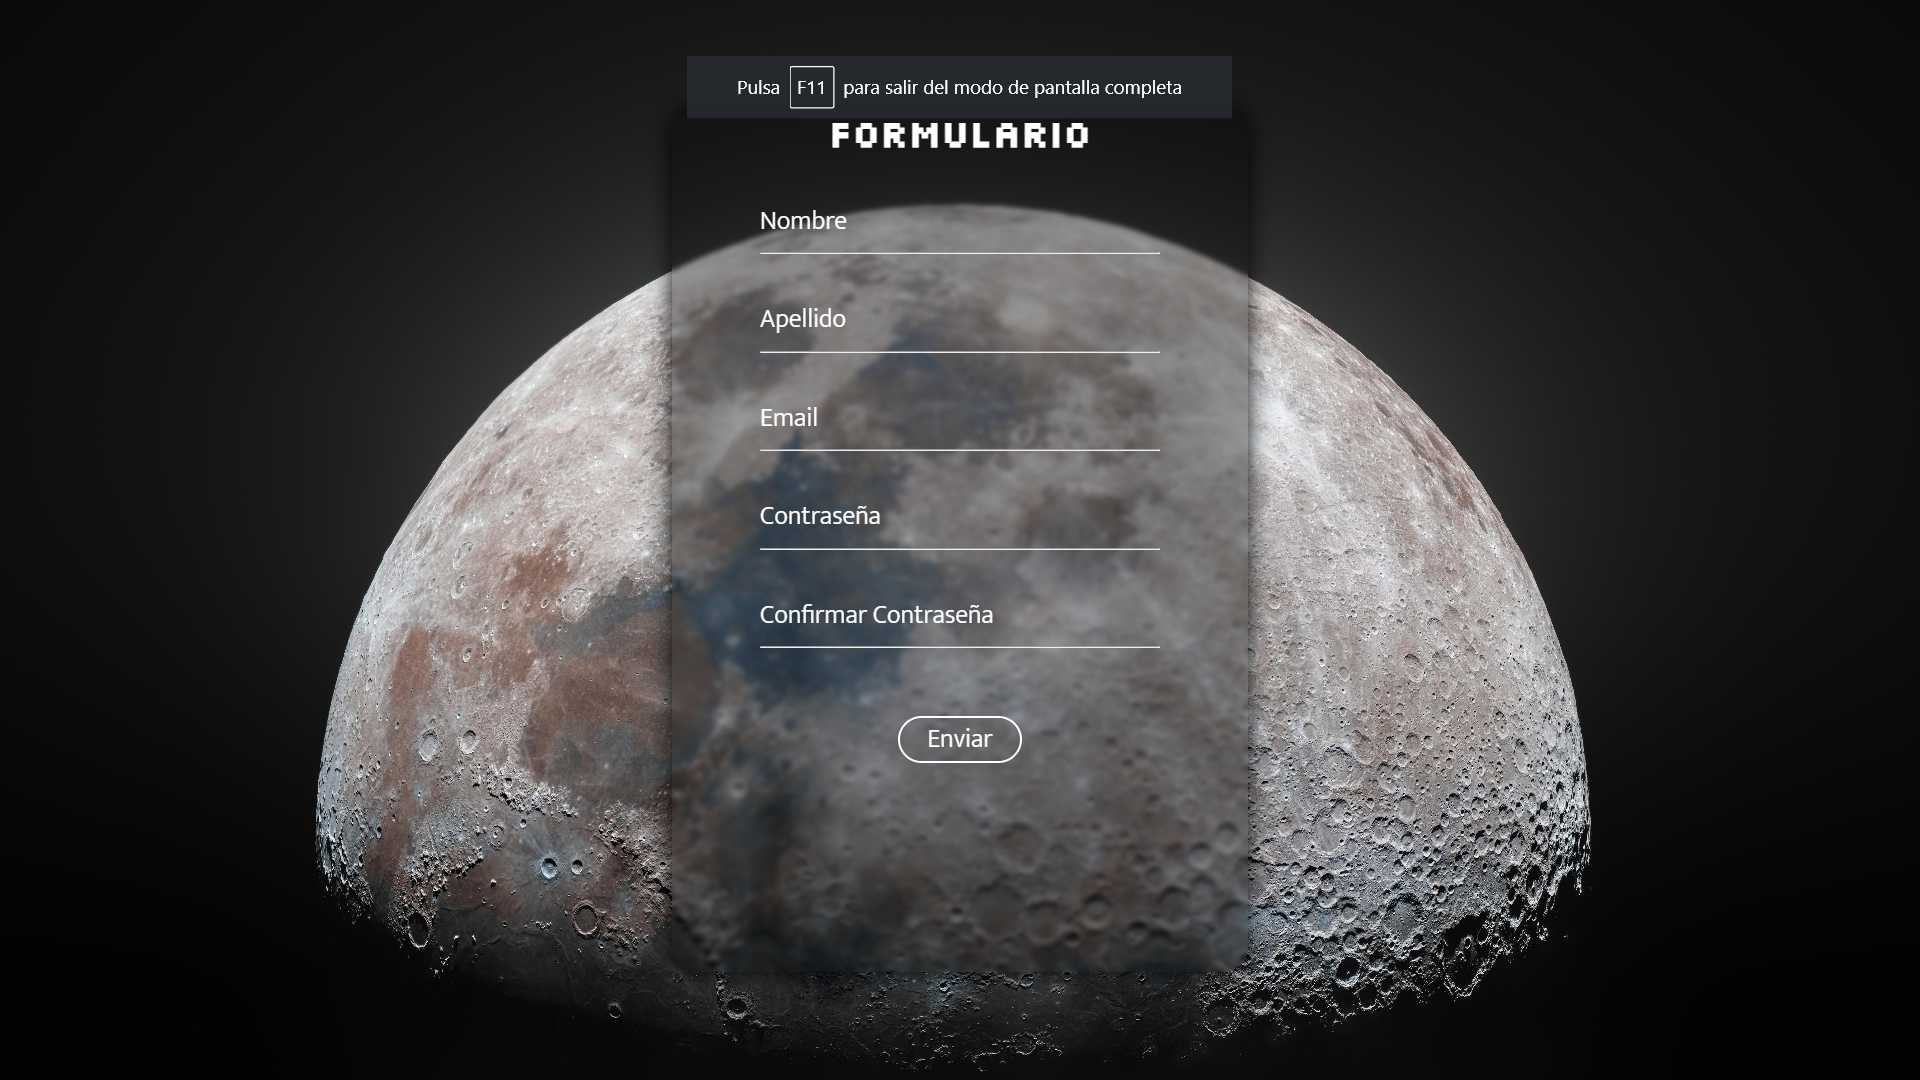 Pulsa F11 para salir del modo de pantalla completa
FORMULARIO
Nombre
Apellido
Email
Contraseña
Confirmar Contraseña
Enviar